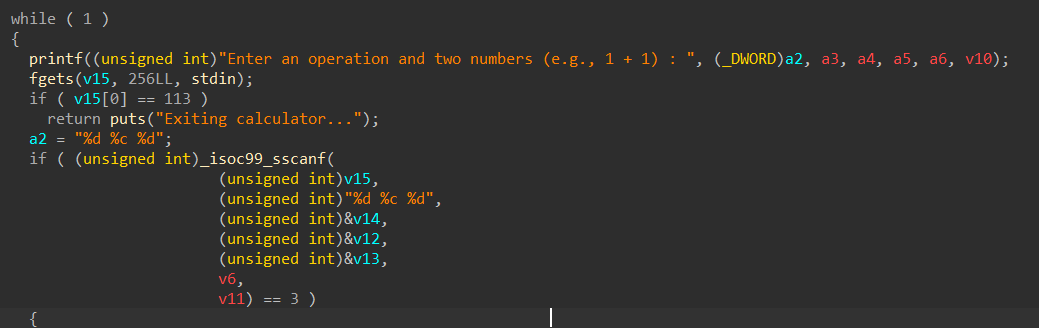 while ( 1 )
{
printf((unsigned int)"Enter an operation and two numbers (e.g., 1 + 1) : ", (_DWORD)a2, a3, a4, a5, a6, v10);
fgets(v15, 256LL, stdin);
if ( v15[0] == 113 )
return puts("Exiting calculator...");
a2 = "%d %c %d";
if ( (unsigned int)_isoc99_sscanf(
(unsigned int)v15,
(unsigned int)"%d %c %d",
(unsigned int)&v14,
(unsigned int)&v12,
(unsigned int)&v13,
v6,
v11) == 3 )
{